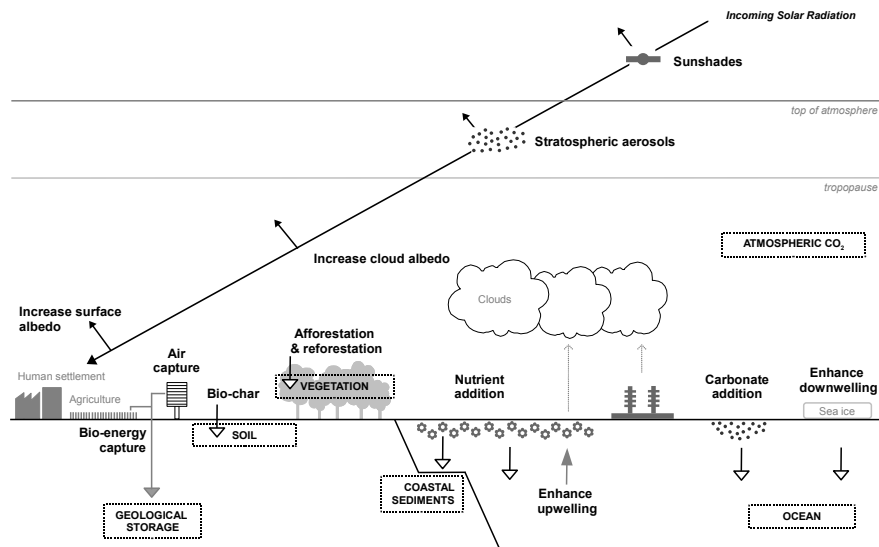 Incoming Solar Radiation
Sunshades
top of atmosphere
Stratospheric aerosols
tropopause
ATMOSPHERIC CO₂
Increase cloud albedo
Clouds
Increase surface
albedo
Afforestation
& reforestation
Human settlement
Air
capture
Agriculture
Bio-char
VEGETATION
Nutrient
addition
Carbonate
addition
Enhance
downwelling
Sea ice
Bio-energy
capture
SOIL
COASTAL
SEDIMENTS
Enhance
upwelling
GEOLOGICAL
STORAGE
OCEAN